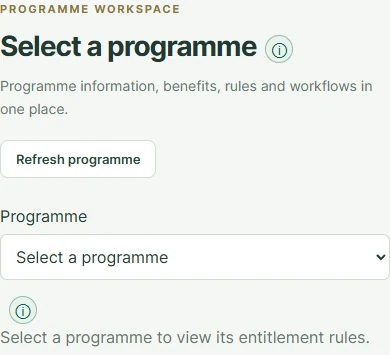 PROGRAMME WORKSPACE
Select a programme ⓘ
Programme information, benefits, rules and workflows in
one place.
Refresh programme
Programme
Select a programme
ⓘ
Select a programme to view its entitlement rules.